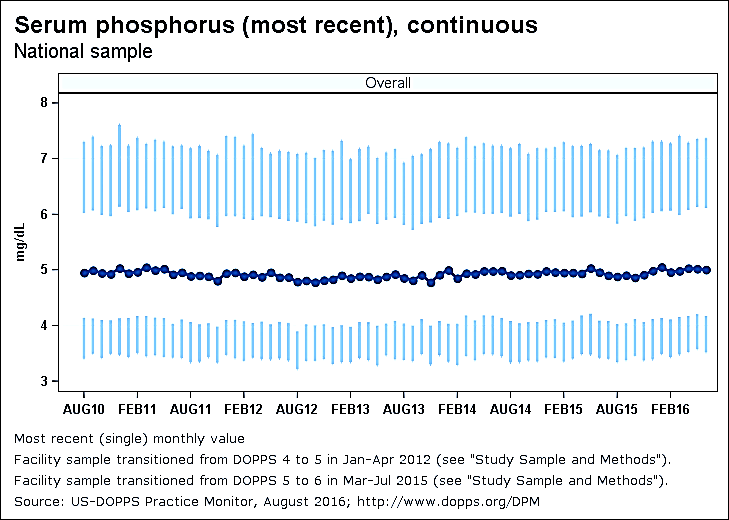 Serum phosphorus (most recent), continuous
National sample
Overall
8
7
6
5
4
3
mg/dL
AUG10 FEB11 AUG11 FEB12 AUG12 FEB13 AUG13 FEB14 AUG14 FEB15 AUG15 FEB16
Most recent (single) monthly value
Facility sample transitioned from DOPPS 4 to 5 in Jan-Apr 2012 (see "Study Sample and Methods").
Facility sample transitioned from DOPPS 5 to 6 in Mar-Jul 2015 (see "Study Sample and Methods").
Source: US-DOPPS Practice Monitor, August 2016; http://www.dopps.org/DPM